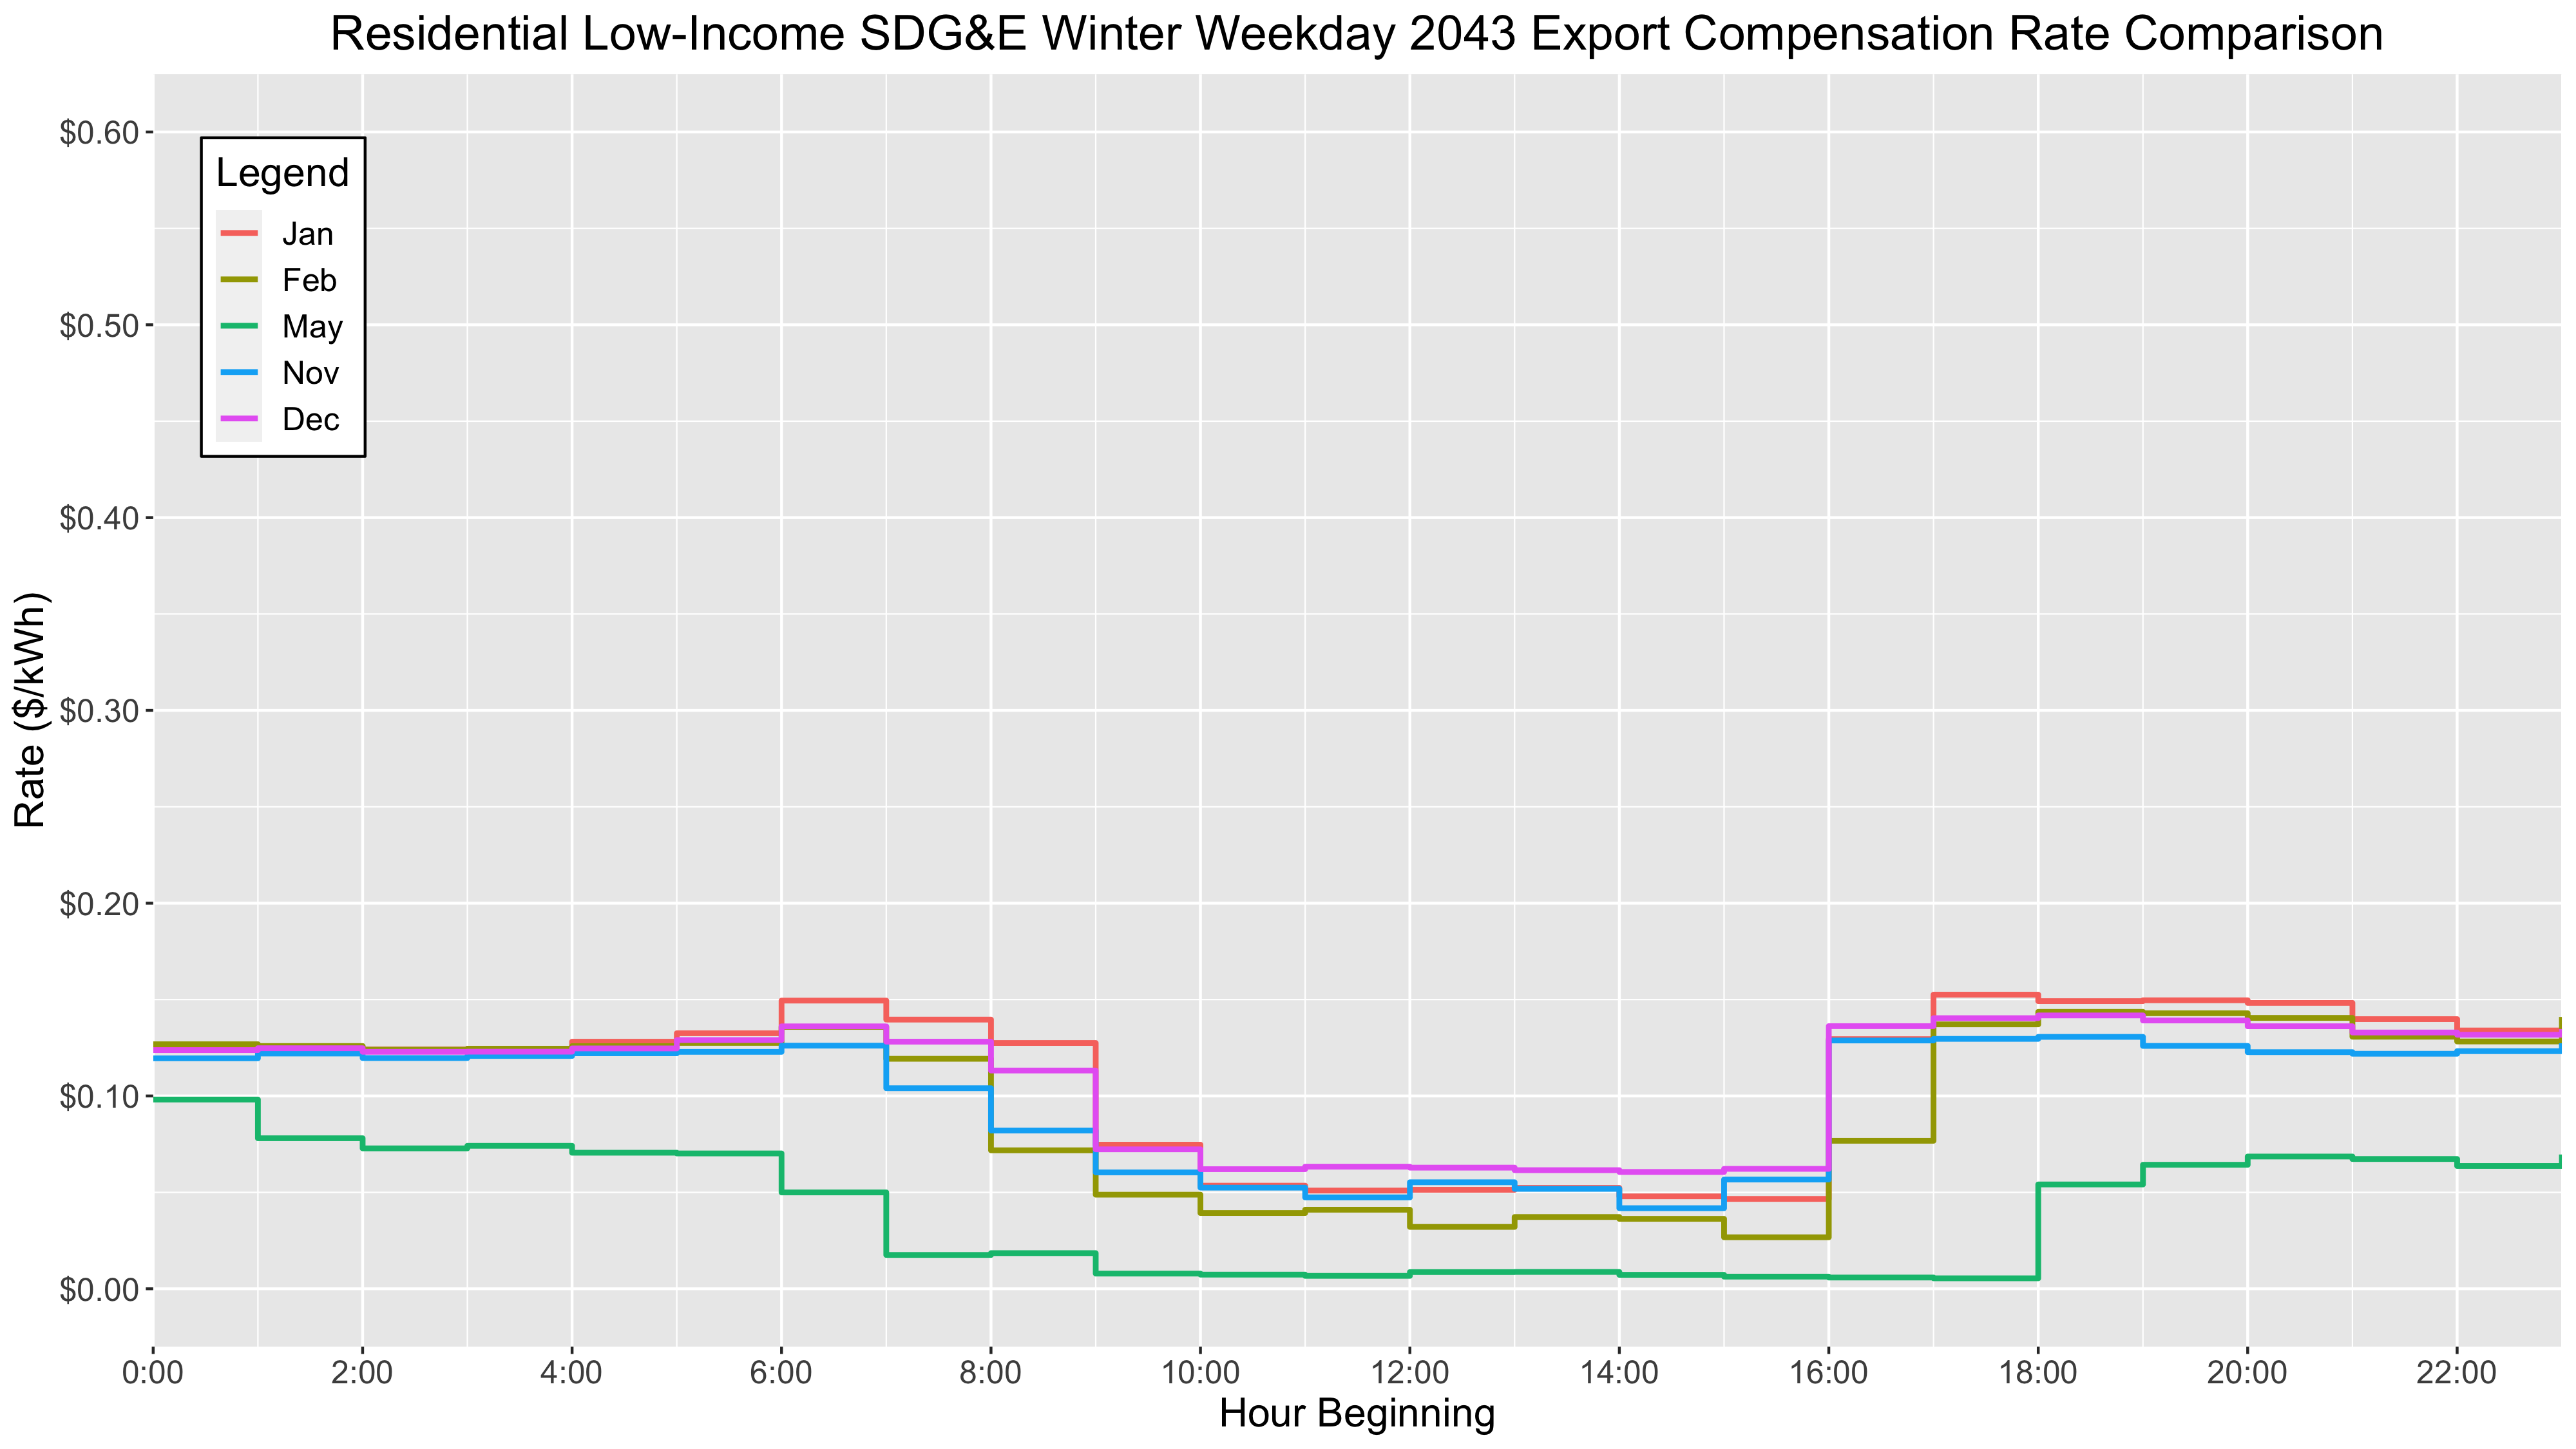 Residential Low-Income SDG&E Winter Weekday 2043 Export Compensation Rate Comparison
Rate ($/kWh)
$0.60
$0.50
$0.40
$0.30
$0.20
$0.10
$0.00
Legend
Jan
Feb
May
Nov
Dec
0:00 2:00 4:00 6:00 8:00 10:00 12:00 14:00 16:00 18:00 20:00 22:00
Hour Beginning